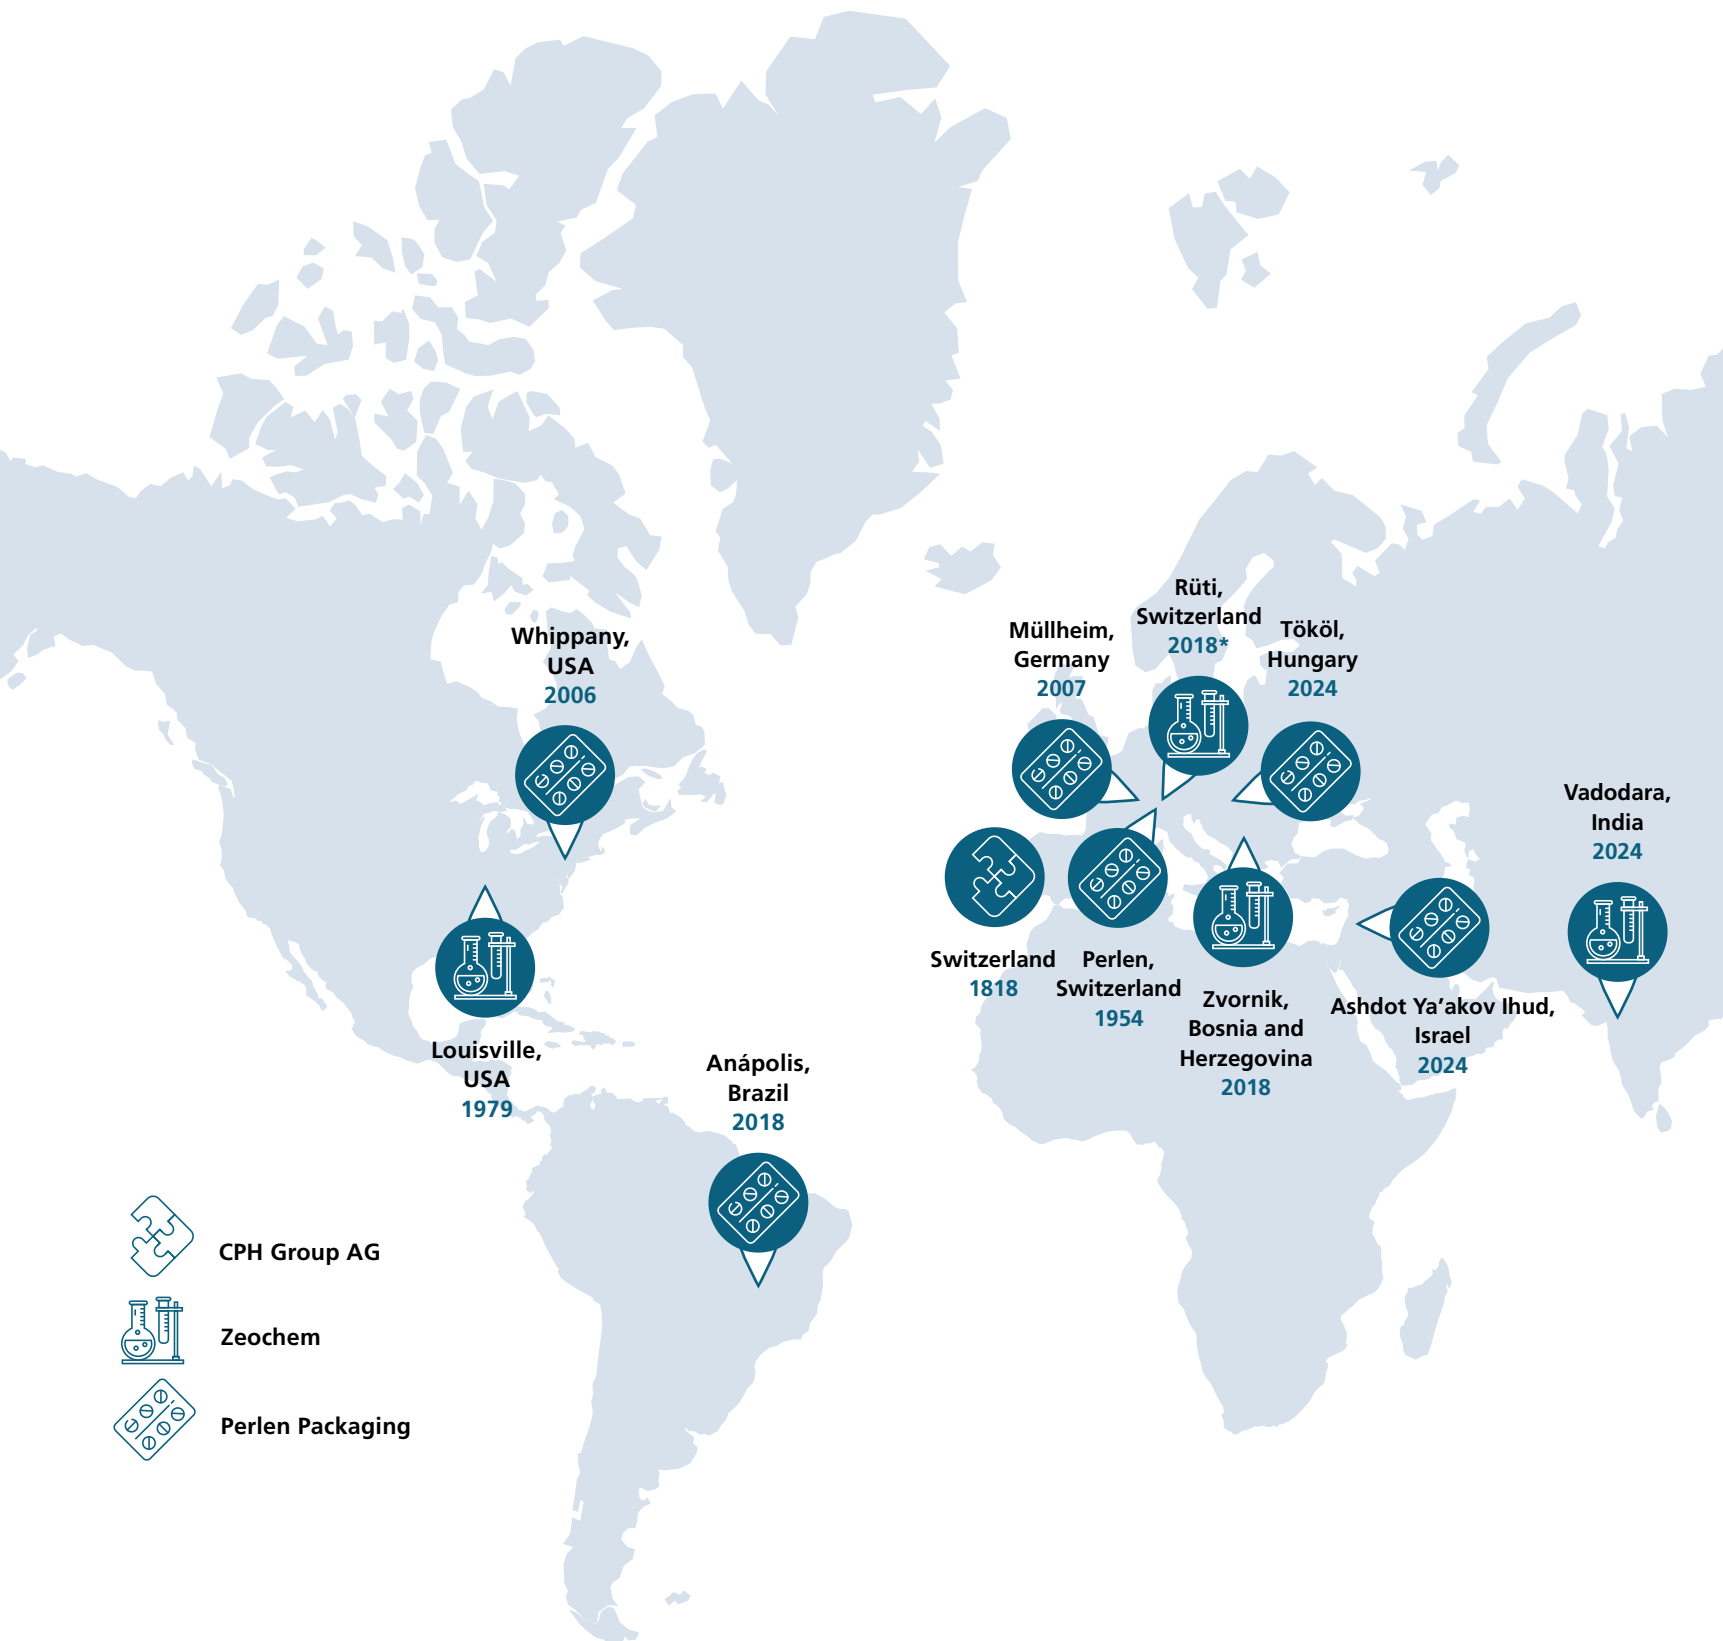 Rüti,
Switzerland
2018*
Müllheim,
Germany
2007
Tököl,
Hungary
2024
Whippany,
USA
2006
Vadodara,
India
2024
Switzerland
1818
Perlen,
Switzerland
1954
Zvornik,
Bosnia and
Herzegovina
2018
Ashdot Ya’akov Ihud,
Israel
2024
Louisville,
USA
1979
Anápolis,
Brazil
2018
CPH Group AG
Zeochem
Perlen Packaging